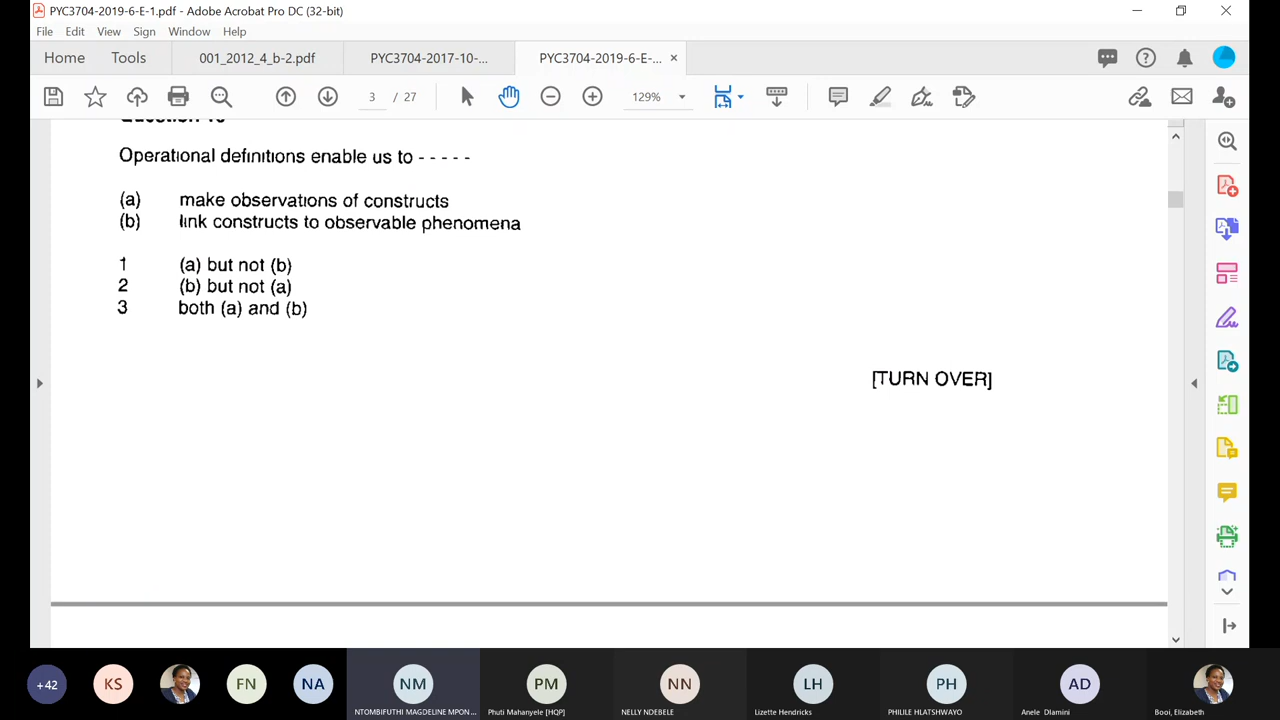 PYC3704-2019-6-E-1.pdf - Adobe Acrobat Pro DC (32-bit)
File Edit View Sign Window Help
Home Tools 001_2012_4_b-2.pdf PYC3704-2017-10-... PYC3704-2019-6-E-... ×
3 / 27 129%
Operational definitions enable us to - - - - -
(a) make observations of constructs
(b) link constructs to observable phenomena
1 (a) but not (b)
2 (b) but not (a)
3 both (a) and (b)
[TURN OVER]
+42 KS FN NA NM PM NN LH PH AD
NTOMBIFUTHI MAGDELINE MPON ... Phuti Mahanyele [HQP] NELLY NDEBELE Lizette Hendricks PHILILE HLATSHWAYO Anele Dlamini Booi, Elizabeth